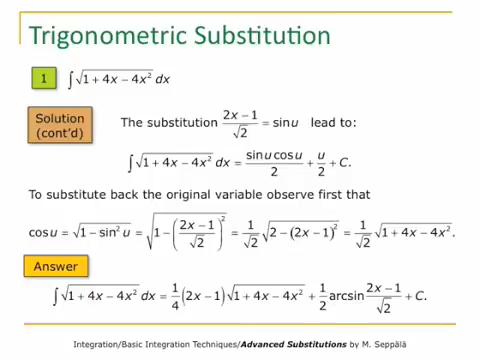 Trigonometric Substitution
1 ∫√(1 + 4x − 4x²) dx
Solution (cont'd)
The substitution (2x − 1)/√2 = sin u lead to:
∫√(1 + 4x − 4x²) dx = (sin u cos u)/2 + u/2 + C.
To substitute back the original variable observe first that
cos u = √(1 − sin² u) = √(1 − ((2x − 1)/√2)²) = 1/√2 √(2 − (2x − 1)²) = 1/√2 √(1 + 4x − 4x²).
Answer
∫√(1 + 4x − 4x²) dx = 1/4 (2x − 1)√(1 + 4x − 4x²) + 1/2 arcsin (2x − 1)/√2 + C.
Integration/Basic Integration Techniques/Advanced Substitutions by M. Seppälä